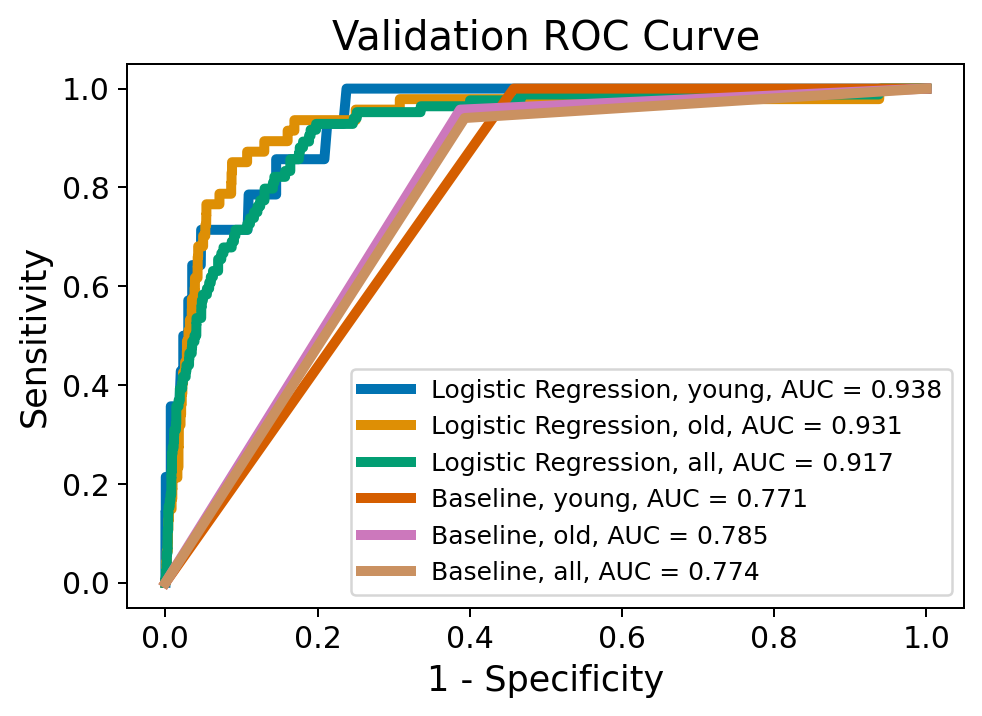 Validation ROC Curve
1.0
0.8
0.6
0.4
0.2
0.0
Sensitivity
Logistic Regression, young, AUC = 0.938
Logistic Regression, old, AUC = 0.931
Logistic Regression, all, AUC = 0.917
Baseline, young, AUC = 0.771
Baseline, old, AUC = 0.785
Baseline, all, AUC = 0.774
0.0 0.2 0.4 0.6 0.8 1.0
1 - Specificity